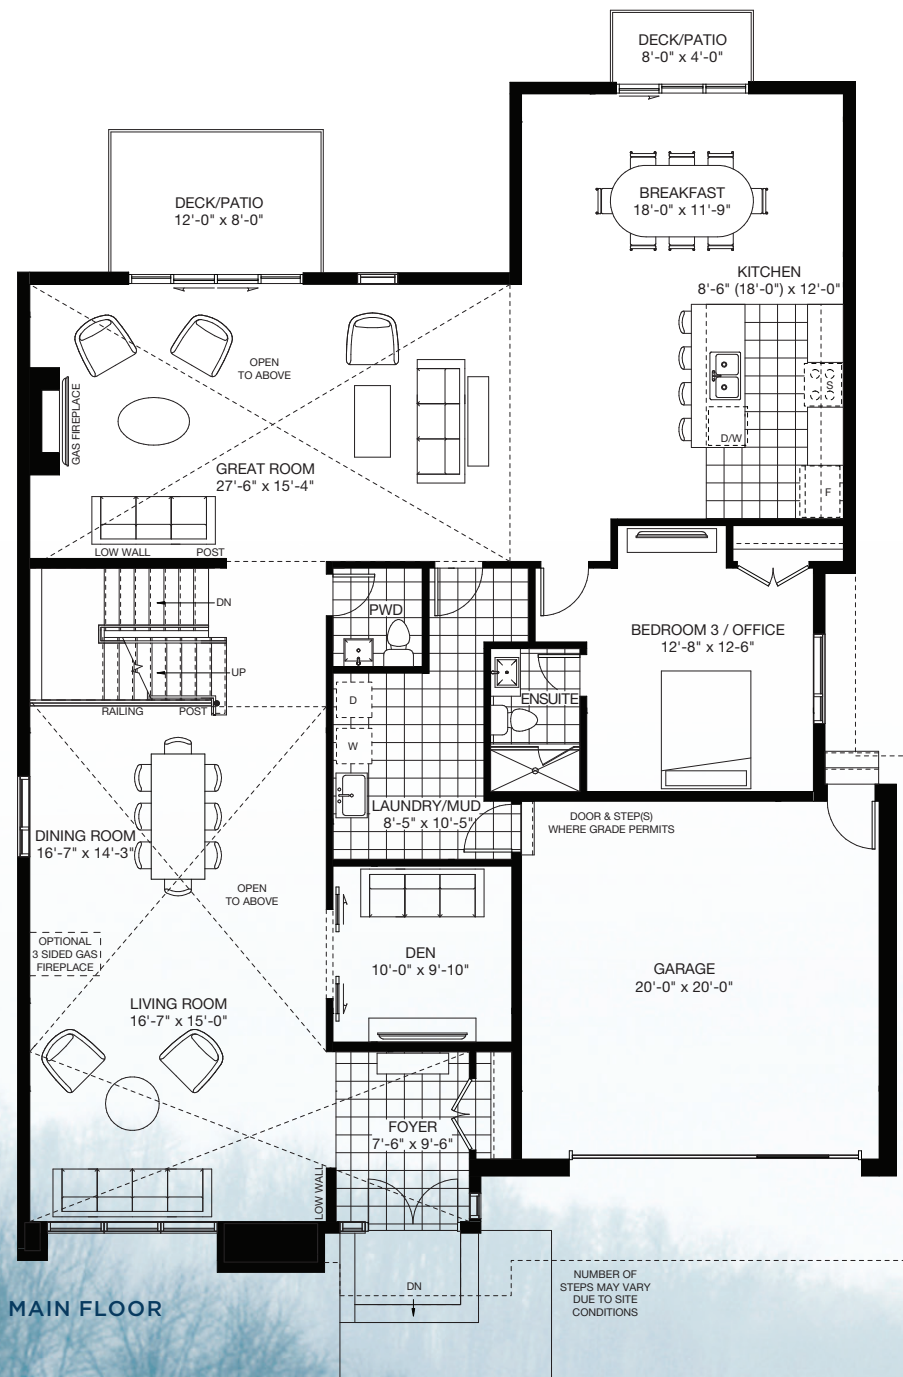 DECK/PATIO
8'-0" x 4'-0"
DECK/PATIO
12'-0" x 8'-0"
BREAKFAST
18'-0" x 11'-9"
KITCHEN
8'-6" (18'-0") x 12'-0"
OPEN
TO ABOVE
GAS FIREPLACE
S
D/W
F
GREAT ROOM
27'-6" x 15'-4"
LOW WALL
POST
DN
UP
RAILING
POST
PWD
BEDROOM 3 / OFFICE
12'-8" x 12-6"
ENSUITE
D
W
LAUNDRY/MUD
8'-5" x 10'-5"
DOOR & STEP(S)
WHERE GRADE PERMITS
DINING ROOM
16'-7" x 14'-3"
OPEN
TO ABOVE
OPTIONAL
3 SIDED GAS
FIREPLACE
DEN
10'-0" x 9'-10"
GARAGE
20'-0" x 20'-0"
LIVING ROOM
16'-7" x 15'-0"
FOYER
7'-6" x 9'-6"
LOW WALL
DN
NUMBER OF
STEPS MAY VARY
DUE TO SITE
CONDITIONS
MAIN FLOOR